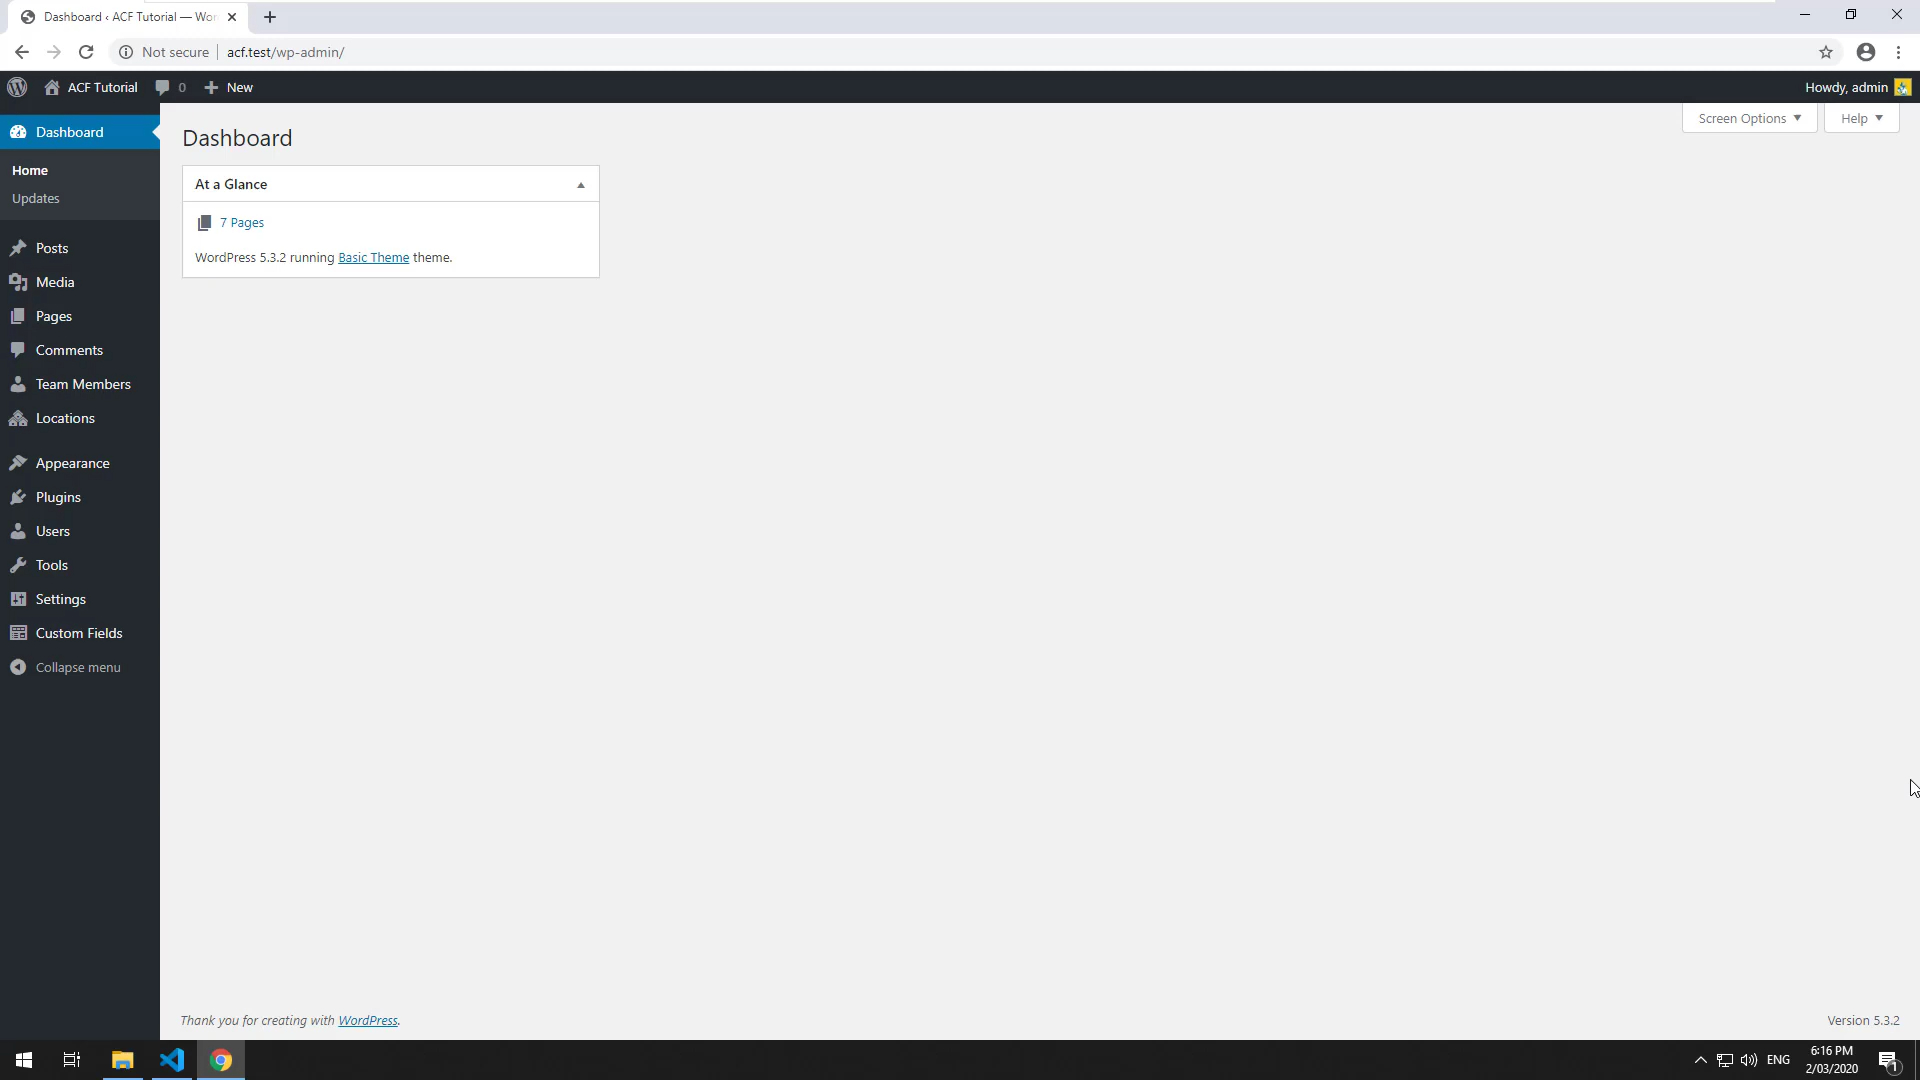 Dashboard ‹ ACF Tutorial — Wor
Not secure
acf.test/wp-admin/
ACF Tutorial
0
New
Howdy, admin
Dashboard
Home
Updates
Posts
Media
Pages
Comments
Team Members
Locations
Appearance
Plugins
Users
Tools
Settings
Custom Fields
Collapse menu
Dashboard
Screen Options
Help
At a Glance
7 Pages
WordPress 5.3.2 running Basic Theme theme.
Thank you for creating with WordPress.
Version 5.3.2
ENG
6:16 PM
2/03/2020
1